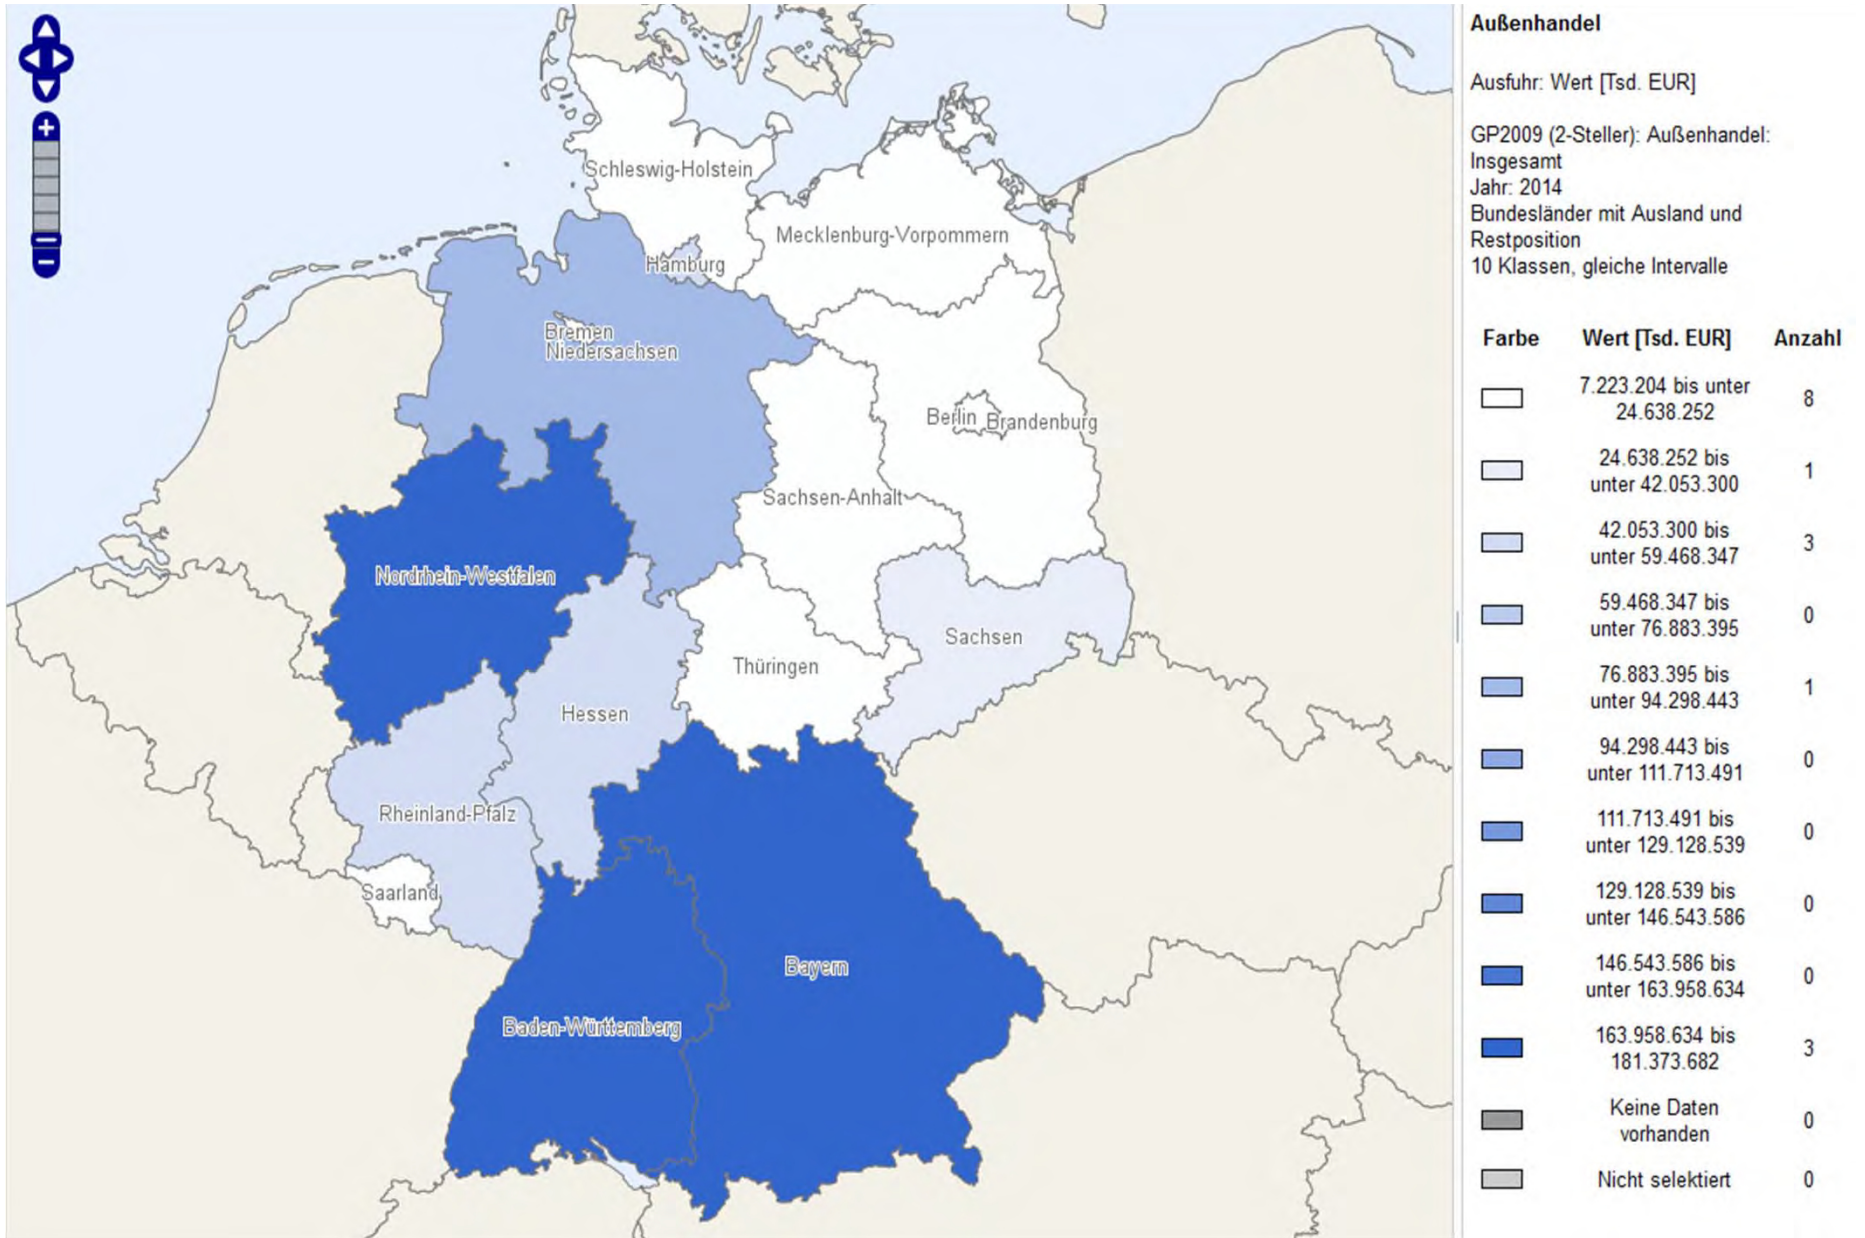 Schleswig-Holstein
Mecklenburg-Vorpommern
Hamburg
Bremen
Niedersachsen
Berlin
Brandenburg
Sachsen-Anhalt
Nordrhein-Westfalen
Sachsen
Thüringen
Hessen
Rheinland-Pfalz
Saarland
Bayern
Baden-Württemberg
Außenhandel
Ausfuhr: Wert [Tsd. EUR]
GP2009 (2-Steller): Außenhandel:
Insgesamt
Jahr: 2014
Bundesländer mit Ausland und
Restposition
10 Klassen, gleiche Intervalle
Farbe Wert [Tsd. EUR] Anzahl
7.223.204 bis unter
24.638.252 8
24.638.252 bis
unter 42.053.300 1
42.053.300 bis
unter 59.468.347 3
59.468.347 bis
unter 76.883.395 0
76.883.395 bis
unter 94.298.443 1
94.298.443 bis
unter 111.713.491 0
111.713.491 bis
unter 129.128.539 0
129.128.539 bis
unter 146.543.586 0
146.543.586 bis
unter 163.958.634 0
163.958.634 bis
181.373.682 3
Keine Daten
vorhanden 0
Nicht selektiert 0